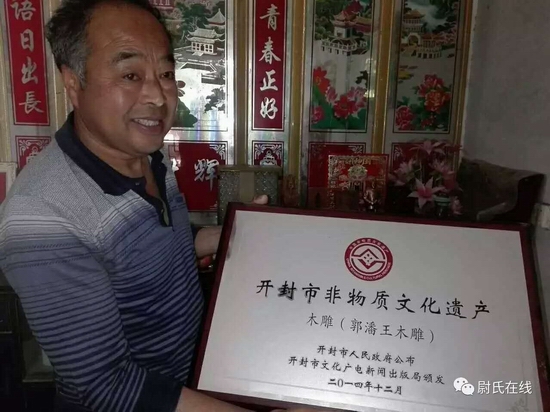 语日出長
青春正好
辉
开封市非物质文化遗产
木雕（郭潘王木雕）
开封市人民政府公布
开封市文化广电新闻出版局颁发
二〇一四年十二月
尉氏在线